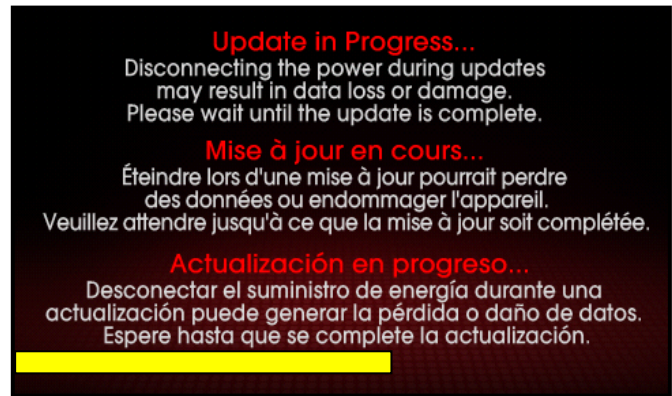 Update in Progress...
Disconnecting the power during updates
may result in data loss or damage.
Please wait until the update is complete.
Mise à jour en cours...
Éteindre lors d'une mise à jour pourrait perdre
des données ou endommager l'appareil.
Veuillez attendre jusqu'à ce que la mise à jour soit complétée.
Actualización en progreso...
Desconectar el suministro de energía durante una
actualización puede generar la pérdida o daño de datos.
Espere hasta que se complete la actualización.